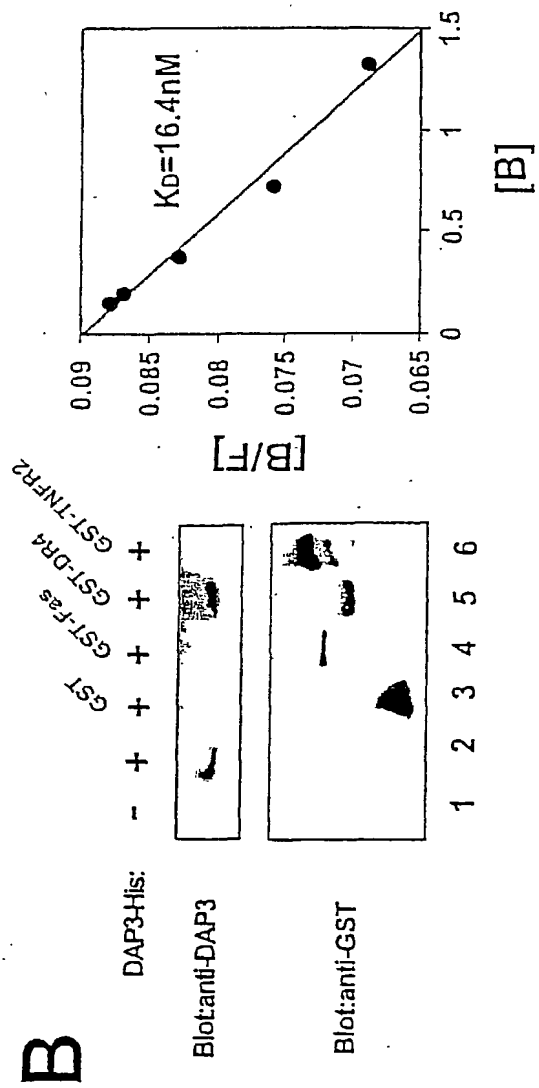 B
GST
GST-Fas
GST-DR4
GST-TNFR2
DAP3-His: - + + + + +
Blot:anti-DAP3
Blot:anti-GST
1 2 3 4 5 6
[B/F]
0.09
0.085
0.08
0.075
0.07
0.065
KD=16.4nM
0 0.5 1 1.5
[B]